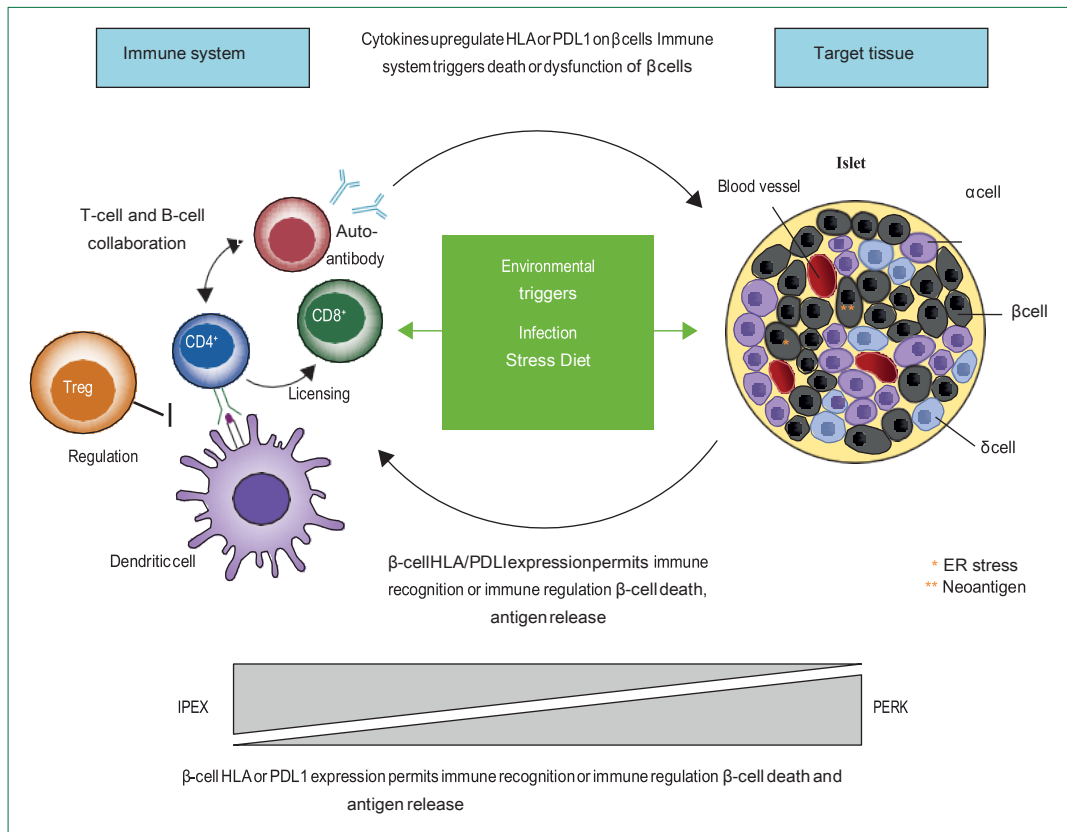 Immune system
Cytokines upregulate HLA or PDL1 on β cells Immune
system triggers death or dysfunction of β cells
Target tissue
Islet
Blood vessel
α cell
T-cell and B-cell
collaboration
Auto-
antibody
Environmental
triggers
Infection
Stress Diet
CD8⁺
CD4⁺
β cell
Treg
Licensing
Regulation
δ cell
Dendritic cell
β-cell HLA/PDLI expression permits immune
recognition or immune regulation β-cell death,
antigen release
* *
*
* ER stress
** Neoantigen
IPEX
PERK
β-cell HLA or PDL1 expression permits immune recognition or immune regulation β-cell death and
antigen release